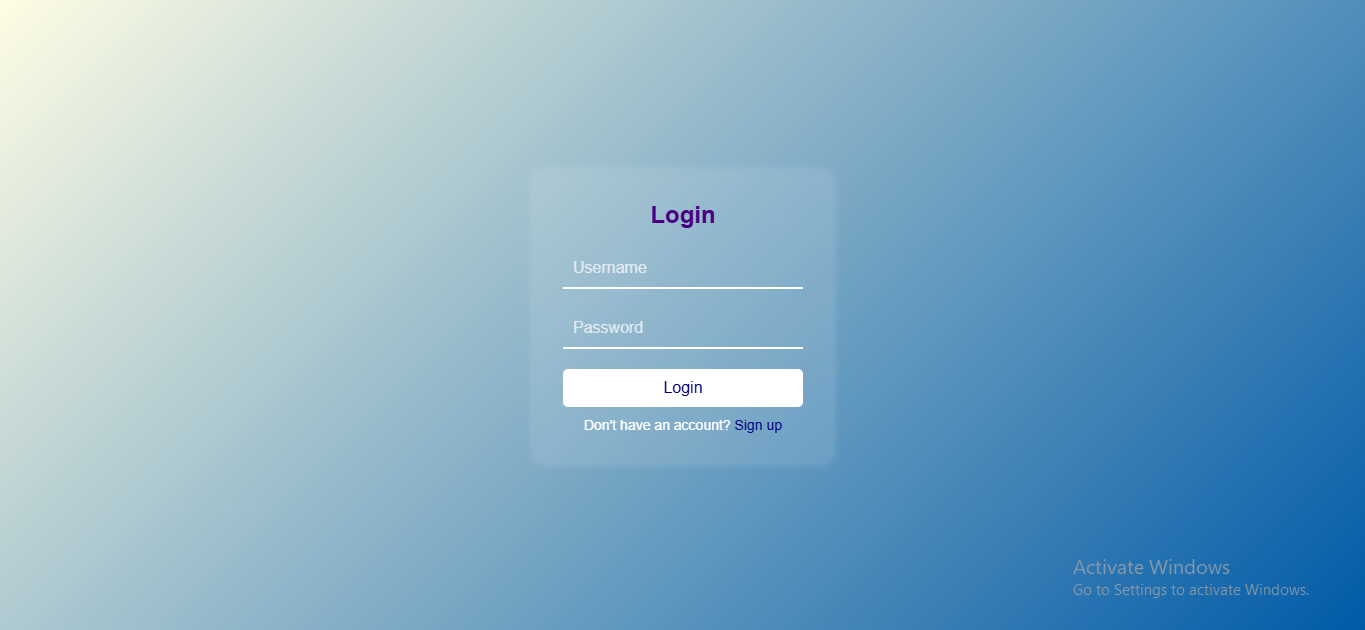 Login
Username
Password
Login
Don't have an account? Sign up
Activate Windows
Go to Settings to activate Windows.